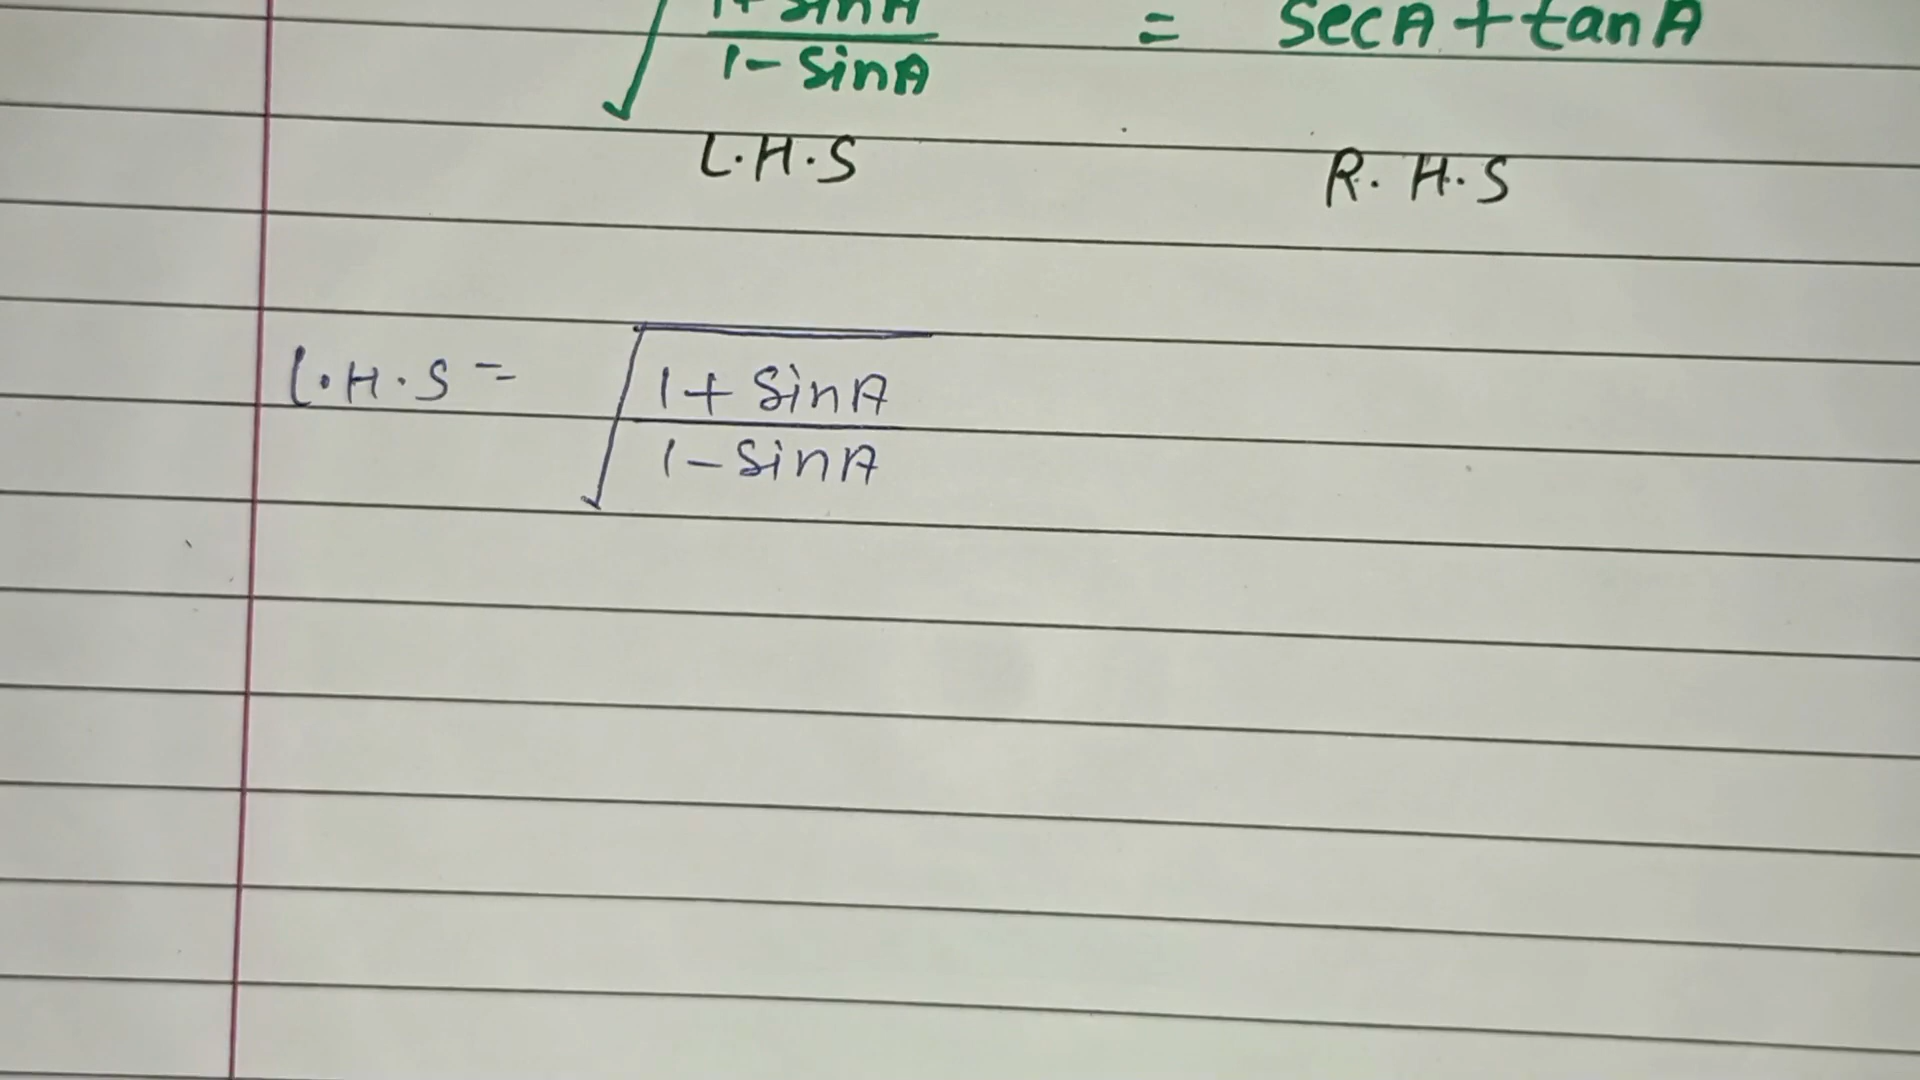 √(1+ sinA / 1- sinA) = secA + tanA
L.H.S R.H.S
L.H.S = √(1+ sinA / 1- sinA)